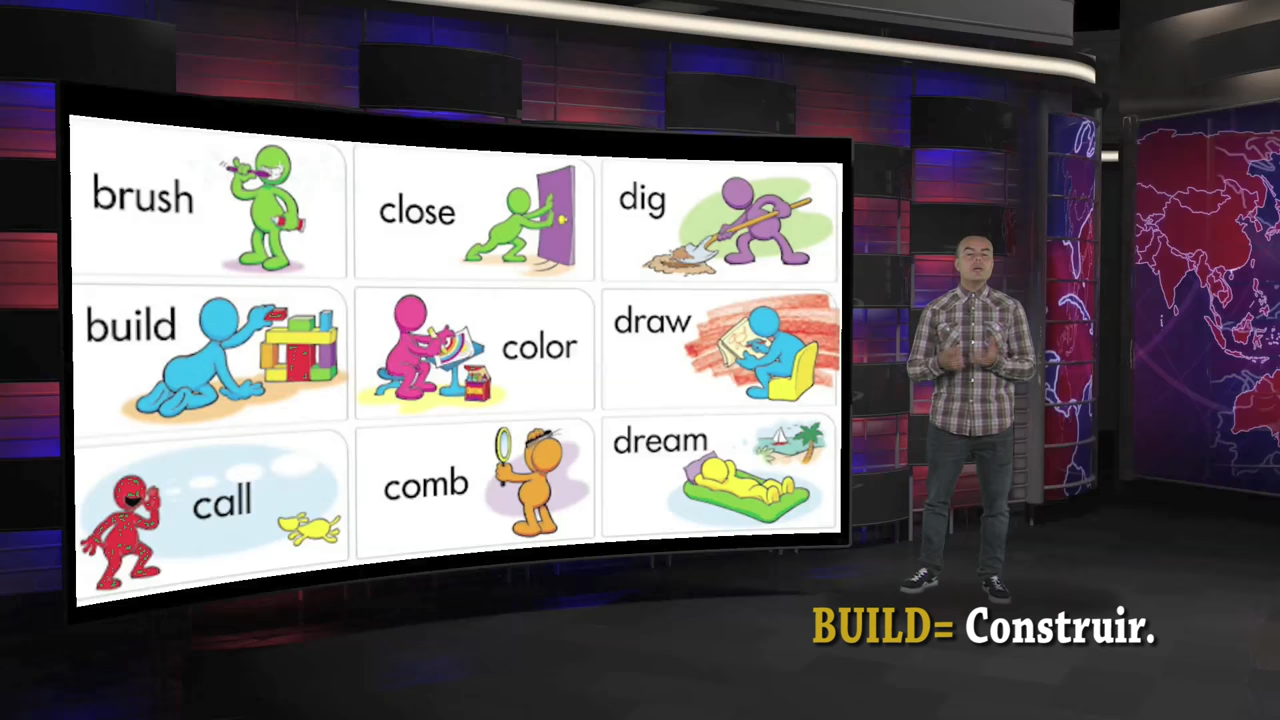 brush
close
dig
build
color
draw
call
comb
dream
BUILD= Construir.